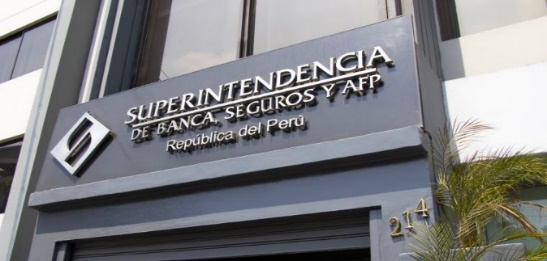 SUPERINTENDENCIA
DE BANCA, SEGUROS Y AFP
República del Perú
214